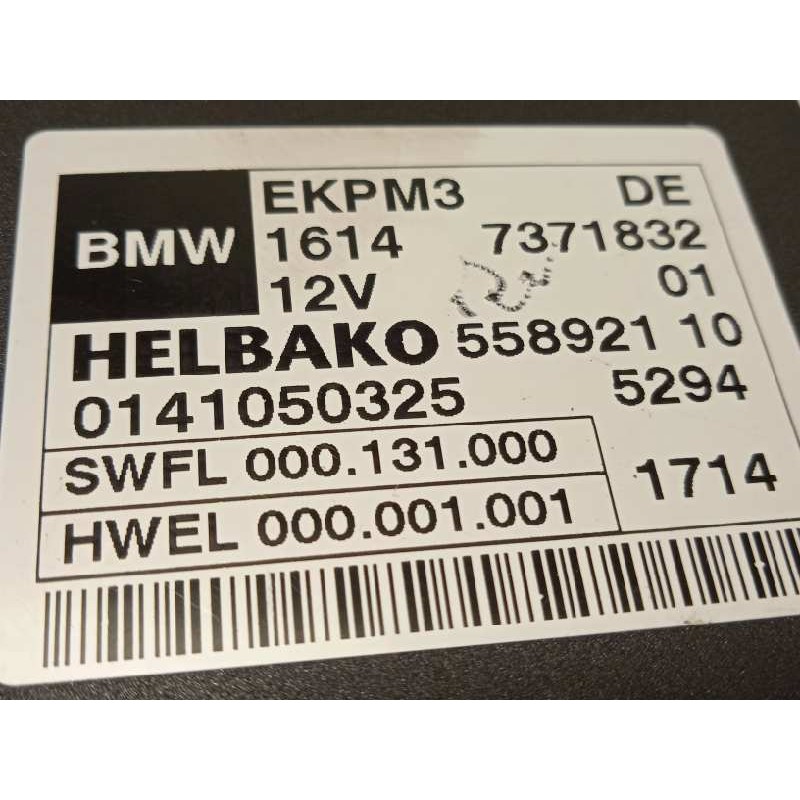 EKPM3 DE
BMW 1614 7371832
12V 01
HELBAKO 558921 10
0141050325 5294
SWFL 000.131.000
1714
HWEL 000.001.001